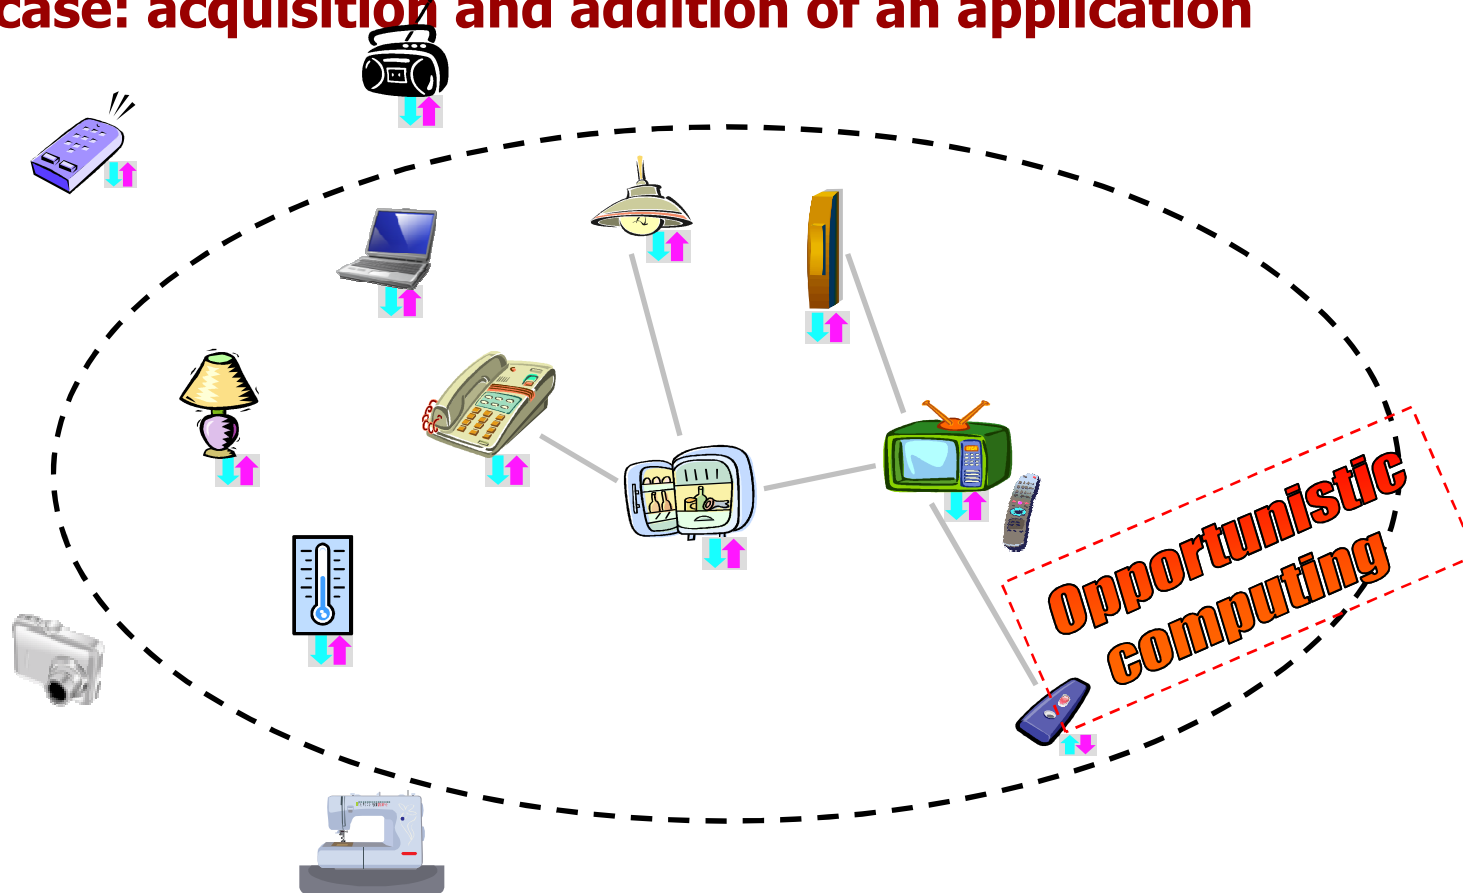 case: acquisition and addition of an application
Opportunistic
computing